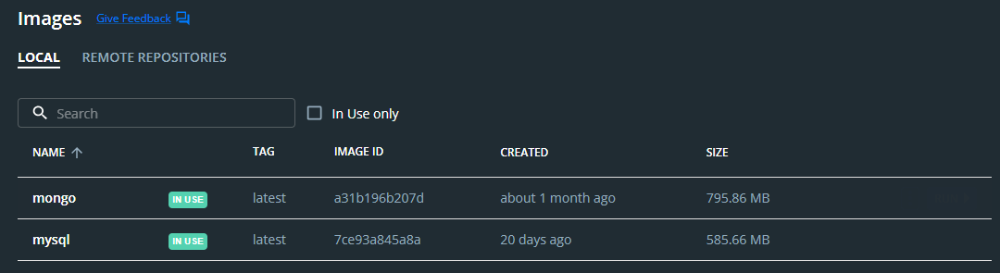 Images Give Feedback
LOCAL REMOTE REPOSITORIES
Search In Use only
NAME TAG IMAGE ID CREATED SIZE
mongo IN USE latest a31b196b207d about 1 month ago 795.86 MB
mysql IN USE latest 7ce93a845a8a 20 days ago 585.66 MB